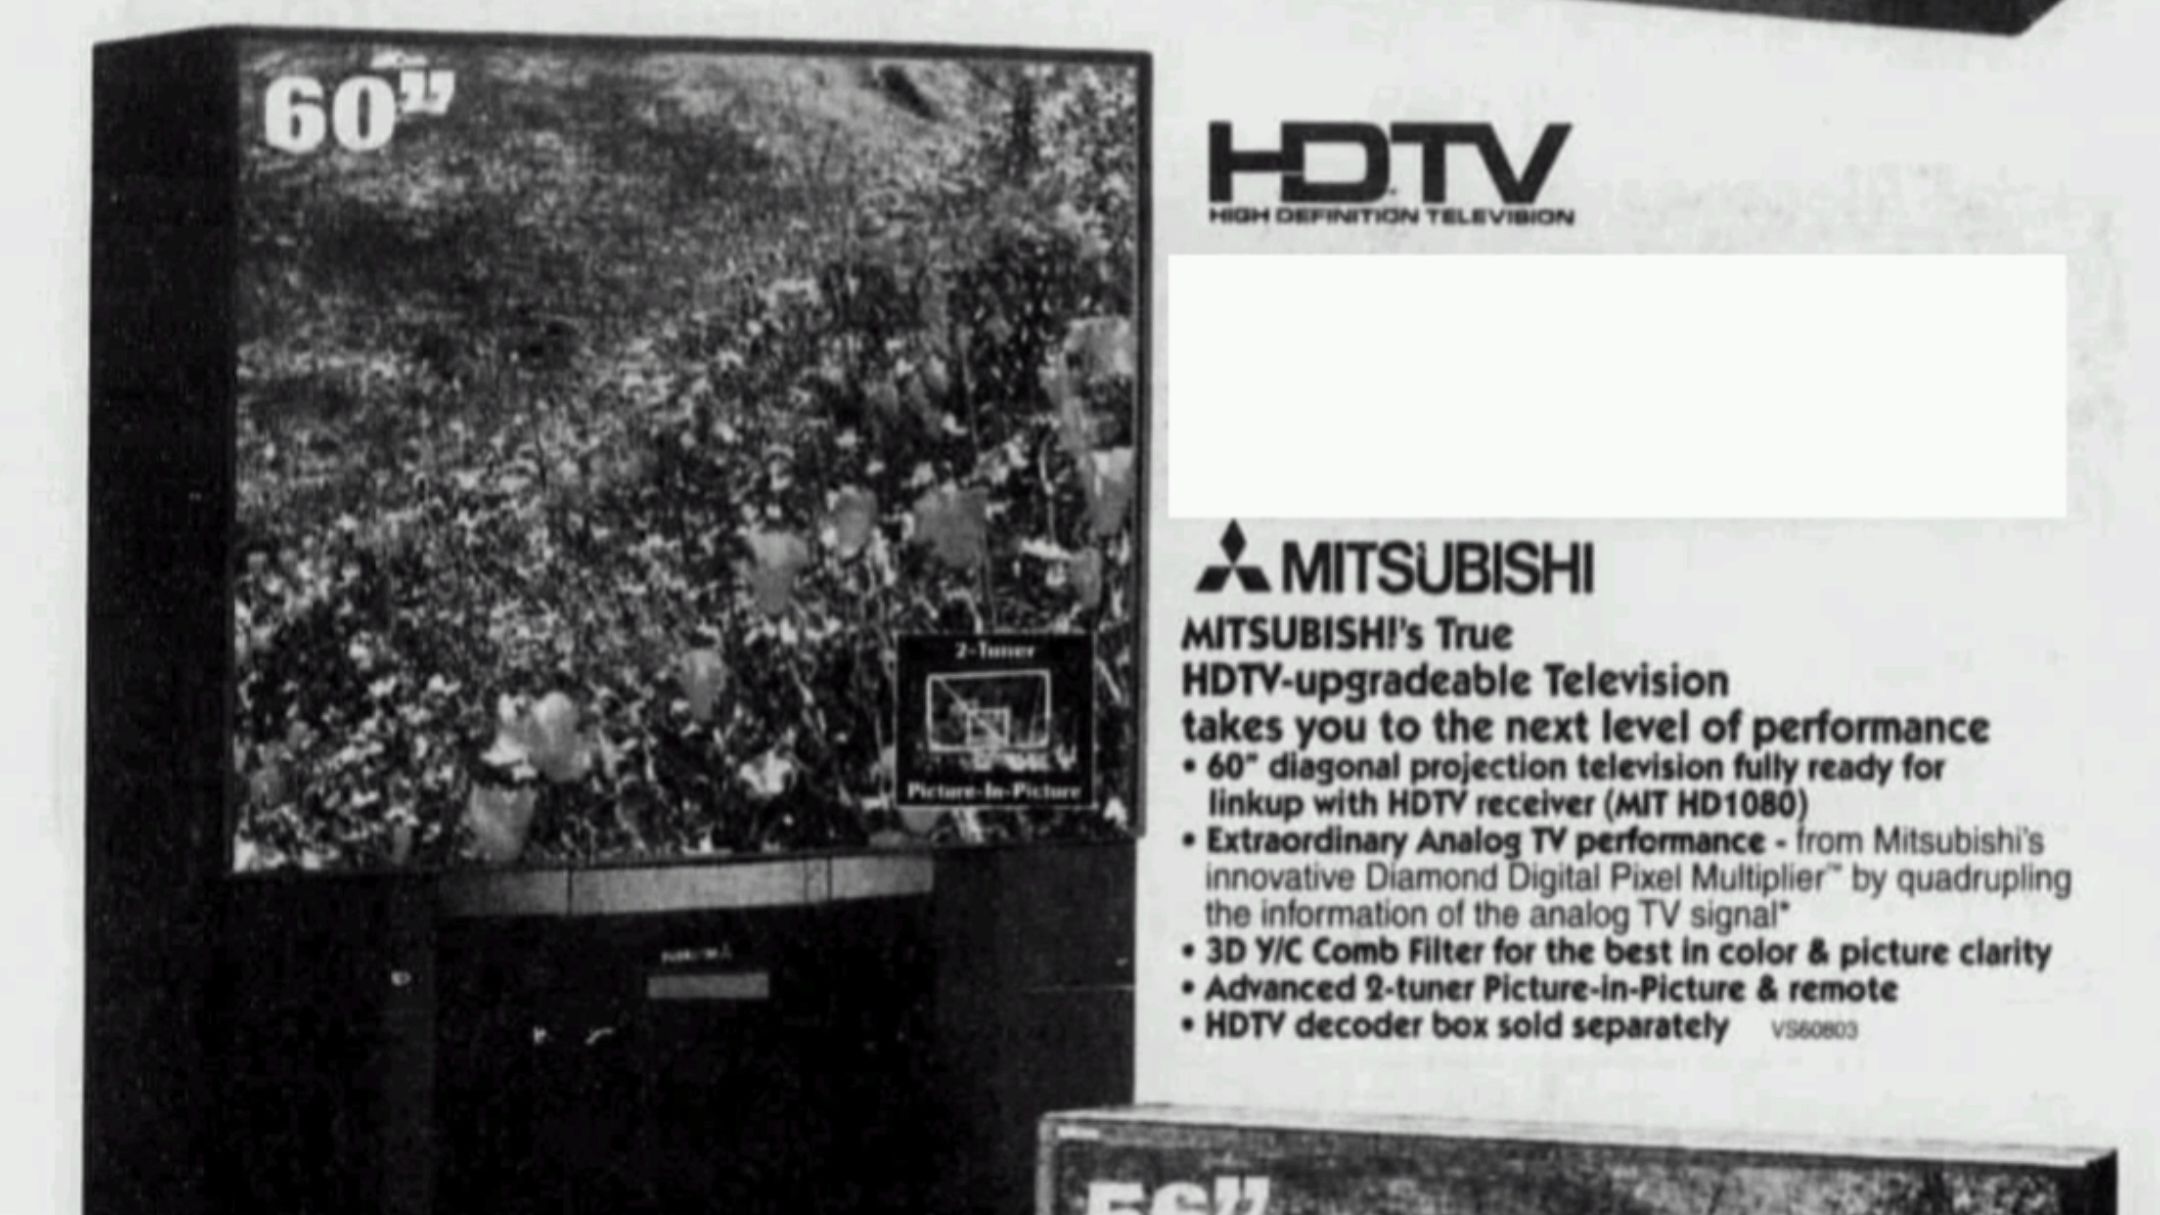 60"
HDTV
HIGH DEFINITION TELEVISION
MITSUBISHI
MITSUBISHI's True
HDTV-upgradeable Television
takes you to the next level of performance
• 60" diagonal projection television fully ready for
linkup with HDTV receiver (MIT HD1080)
• Extraordinary Analog TV performance - from Mitsubishi's
innovative Diamond Digital Pixel Multiplier™ by quadrupling
the information of the analog TV signal*
• 3D Y/C Comb Filter for the best in color & picture clarity
• Advanced 2-tuner Picture-in-Picture & remote
• HDTV decoder box sold separately VS60803
2-Tuner
Picture-In-Picture
56"